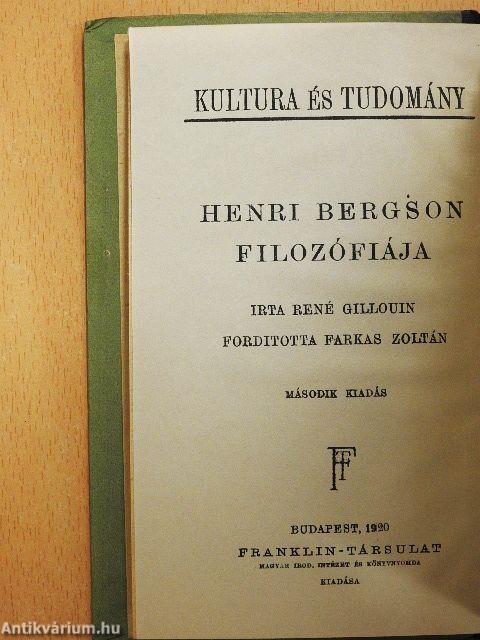 KULTURA ÉS TUDOMÁNY
HENRI BERGSON
FILOZÓFIÁJA
IRTA RENÉ GILLOUIN
FORDITOTTA FARKAS ZOLTÁN
MÁSODIK KIADÁS
FT
BUDAPEST, 1920
FRANKLIN-TÁRSULAT
MAGYAR IROD. INTÉZET ÉS KÖNYVNYOMDA
KIADÁSA
Antikvárium.hu